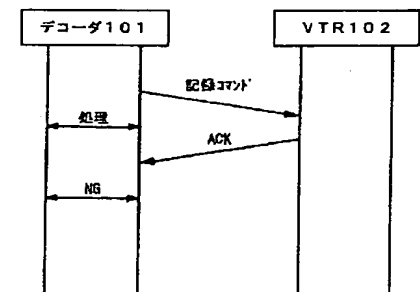 デコーダ101
VTR102
記録ｺﾏﾝﾄﾞ
処理
ACK
NG